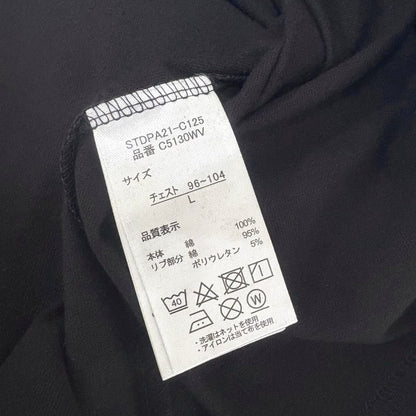 STDPA21-C125
品番 C5130WV
サイズ
チェスト 96~104
L
品質表示
本体 綿 100%
リブ部分 綿 95%
ポリウレタン 5%
40
W
・洗濯はネットを使用
・アイロンは当て布を使用